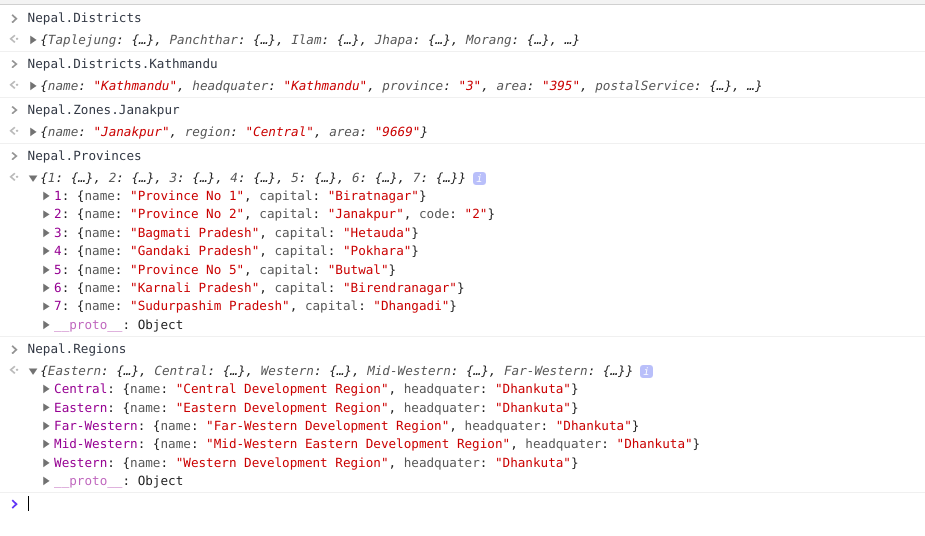 Nepal.Districts
{Taplejung: {…}, Panchthar: {…}, Ilam: {…}, Jhapa: {…}, Morang: {…}, …}
Nepal.Districts.Kathmandu
{name: "Kathmandu", headquater: "Kathmandu", province: "3", area: "395", postalService: {…}, …}
Nepal.Zones.Janakpur
{name: "Janakpur", region: "Central", area: "9669"}
Nepal.Provinces
{1: {…}, 2: {…}, 3: {…}, 4: {…}, 5: {…}, 6: {…}, 7: {…}} i
1: {name: "Province No 1", capital: "Biratnagar"}
2: {name: "Province No 2", capital: "Janakpur", code: "2"}
3: {name: "Bagmati Pradesh", capital: "Hetauda"}
4: {name: "Gandaki Pradesh", capital: "Pokhara"}
5: {name: "Province No 5", capital: "Butwal"}
6: {name: "Karnali Pradesh", capital: "Birendranagar"}
7: {name: "Sudurpashim Pradesh", capital: "Dhangadi"}
__proto__: Object
Nepal.Regions
{Eastern: {…}, Central: {…}, Western: {…}, Mid-Western: {…}, Far-Western: {…}} i
Central: {name: "Central Development Region", headquater: "Dhankuta"}
Eastern: {name: "Eastern Development Region", headquater: "Dhankuta"}
Far-Western: {name: "Far-Western Development Region", headquater: "Dhankuta"}
Mid-Western: {name: "Mid-Western Eastern Development Region", headquater: "Dhankuta"}
Western: {name: "Western Development Region", headquater: "Dhankuta"}
__proto__: Object